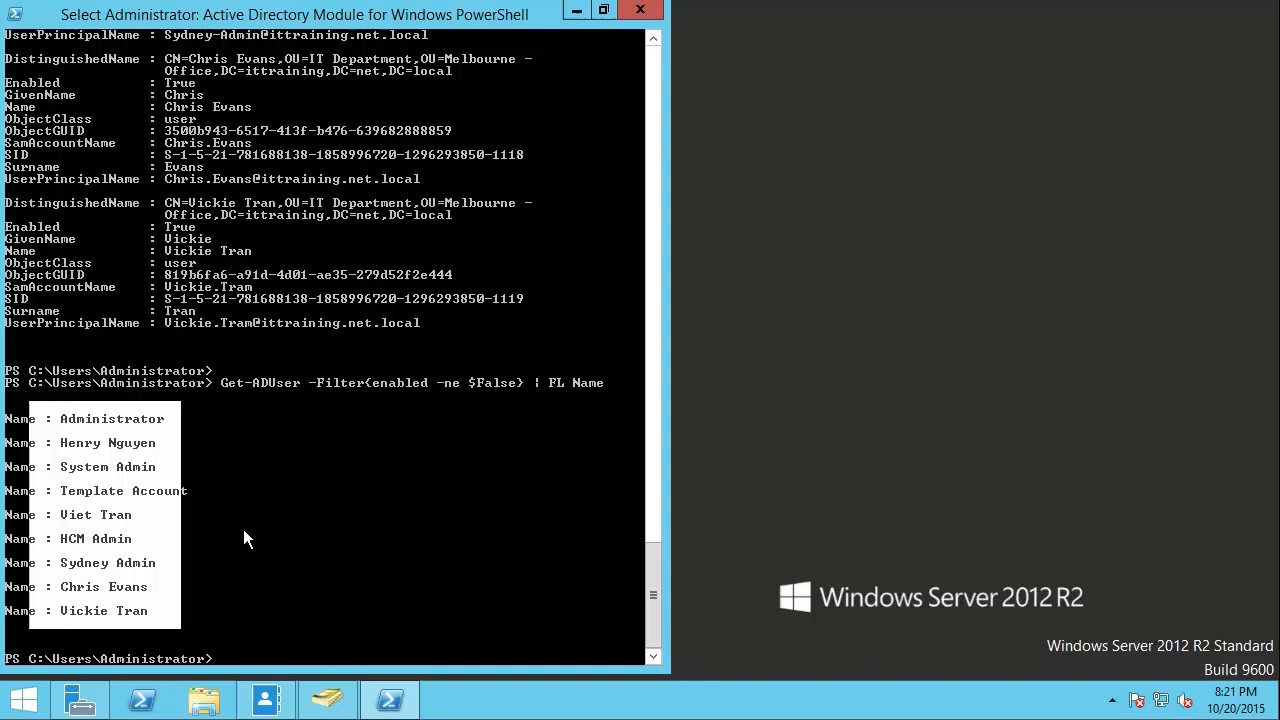 Select Administrator: Active Directory Module for Windows PowerShell
UserPrincipalName : Sydney-Admin@ittraining.net.local
DistinguishedName : CN=Chris Evans,OU=IT Department,OU=Melbourne -
Office,DC=ittraining,DC=net,DC=local
Enabled : True
GivenName : Chris
Name : Chris Evans
ObjectClass : user
ObjectGUID : 3500b943-6517-413f-b476-639682888859
SamAccountName : Chris.Evans
SID : S-1-5-21-781688138-1858996720-1296293850-1118
Surname : Evans
UserPrincipalName : Chris.Evans@ittraining.net.local
DistinguishedName : CN=Vickie Tran,OU=IT Department,OU=Melbourne -
Office,DC=ittraining,DC=net,DC=local
Enabled : True
GivenName : Vickie
Name : Vickie Tran
ObjectClass : user
ObjectGUID : 819b6fa6-a91d-4d01-ae35-279d52f2e444
SamAccountName : Vickie.Tram
SID : S-1-5-21-781688138-1858996720-1296293850-1119
Surname : Tran
UserPrincipalName : Vickie.Tram@ittraining.net.local
PS C:\Users\Administrator>
PS C:\Users\Administrator> Get-ADUser -Filter{enabled -ne $False} | FL Name
Name : Administrator
Name : Henry Nguyen
Name : System Admin
Name : Template Account
Name : Viet Tran
Name : HCM Admin
Name : Sydney Admin
Name : Chris Evans
Name : Vickie Tran
PS C:\Users\Administrator>
Windows Server 2012 R2
Windows Server 2012 R2 Standard
Build 9600
8:21 PM
10/20/2015